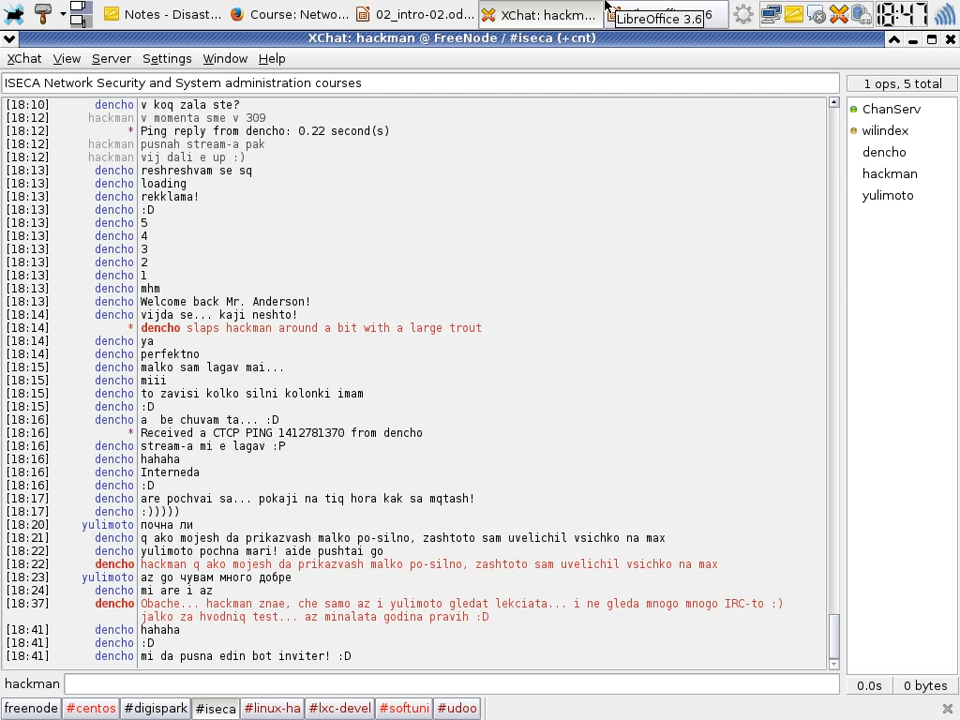 Notes - Disast...
Course: Netwo...
02_intro-02.od...
XChat: hackm...
LibreOffice 3.6
18:47
XChat: hackman @ FreeNode / #iseca (+cnt)
XChat View Server Settings Window Help
ISECA Network Security and System administration courses
1 ops, 5 total
[18:10] dencho v koq zala ste?
[18:12] hackman v momenta sme v 309
[18:12] * Ping reply from dencho: 0.22 second(s)
[18:12] hackman pusnah stream-a pak
[18:12] hackman vij dali e up :)
[18:13] dencho reshreshvam se sq
[18:13] dencho loading
[18:13] dencho rekklama!
[18:13] dencho :D
[18:13] dencho 5
[18:13] dencho 4
[18:13] dencho 3
[18:13] dencho 2
[18:13] dencho 1
[18:13] dencho mhm
[18:13] dencho Welcome back Mr. Anderson!
[18:14] dencho vijda se... kaji neshto!
[18:14] * dencho slaps hackman around a bit with a large trout
[18:14] dencho ya
[18:14] dencho perfektno
[18:15] dencho malko sam lagav mai...
[18:15] dencho miii
[18:15] dencho to zavisi kolko silni kolonki imam
[18:15] dencho :D
[18:16] dencho a  be chuvam ta... :D
[18:16] * Received a CTCP PING 1412781370 from dencho
[18:16] dencho stream-a mi e lagav :P
[18:16] dencho hahaha
[18:16] dencho Interneda
[18:16] dencho :D
[18:17] dencho are pochvai sa... pokaji na tiq hora kak sa mqtash!
[18:17] dencho :)))))
[18:20] yulimoto почна ли
[18:21] dencho q ako mojesh da prikazvash malko po-silno, zashtoto sam uvelichil vsichko na max
[18:22] dencho yulimoto pochna mari! aide pushtai go
[18:22] dencho hackman q ako mojesh da prikazvash malko po-silno, zashtoto sam uvelichil vsichko na max
[18:23] yulimoto аz go чувам много добре
[18:24] dencho mi are i az
[18:37] dencho Obache... hackman znae, che samo az i yulimoto gledat lekciata... i ne gleda mnogo mnogo IRC-to :)
jalko za hvodniq test... az minalata godina pravih :D
[18:41] dencho hahaha
[18:41] dencho :D
[18:41] dencho mi da pusna edin bot inviter! :D
ChanServ
wilindex
dencho
hackman
yulimoto
hackman
0.0s 0 bytes
freenode #centos #digispark #iseca #linux-ha #lxc-devel #softuni #udoo